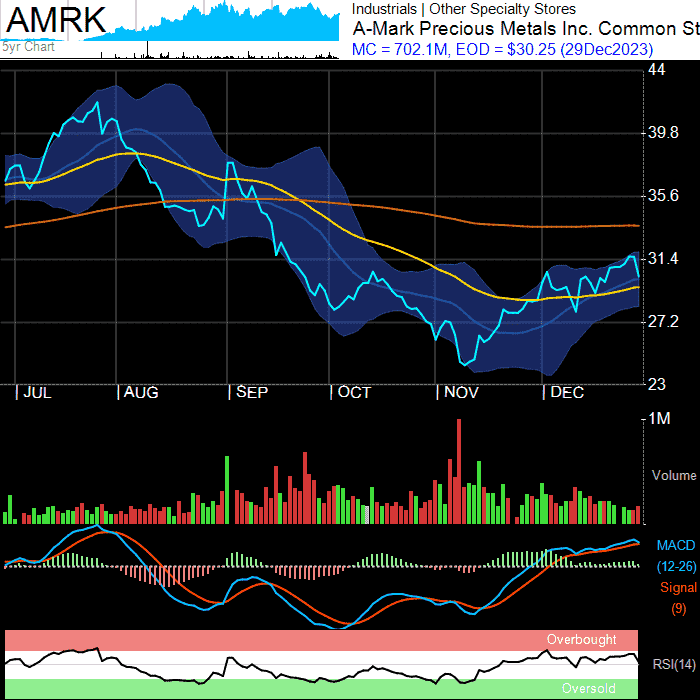 AMRK
5yr Chart
Industrials | Other Specialty Stores
A-Mark Precious Metals Inc. Common St
MC = 702.1M, EOD = $30.25 (29Dec2023)
44
39.8
35.6
31.4
27.2
23
| JUL | AUG | SEP | OCT | NOV | DEC
1M
Volume
MACD
(12-26)
Signal
(9)
Overbought
RSI(14)
Oversold